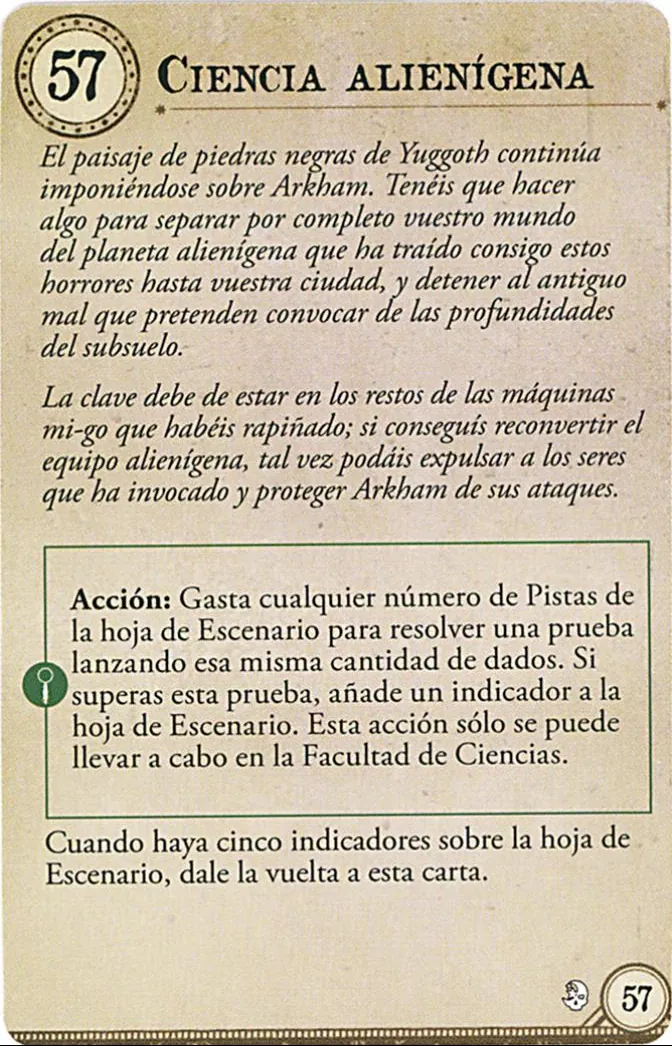 57
CIENCIA ALIENÍGENA
El paisaje de piedras negras de Yuggoth continúa
imponiéndose sobre Arkham. Tenéis que hacer
algo para separar por completo vuestro mundo
del planeta alienígena que ha traído consigo estos
horrores hasta vuestra ciudad, y detener al antiguo
mal que pretenden convocar de las profundidades
del subsuelo.
La clave debe de estar en los restos de las máquinas
mi-go que habéis rapiñado; si conseguís reconvertir el
equipo alienígena, tal vez podáis expulsar a los seres
que ha invocado y proteger Arkham de sus ataques.
Acción: Gasta cualquier número de Pistas de
la hoja de Escenario para resolver una prueba
lanzando esa misma cantidad de dados. Si
superas esta prueba, añade un indicador a la
hoja de Escenario. Esta acción sólo se puede
llevar a cabo en la Facultad de Ciencias.
Cuando haya cinco indicadores sobre la hoja de
Escenario, dale la vuelta a esta carta.
57